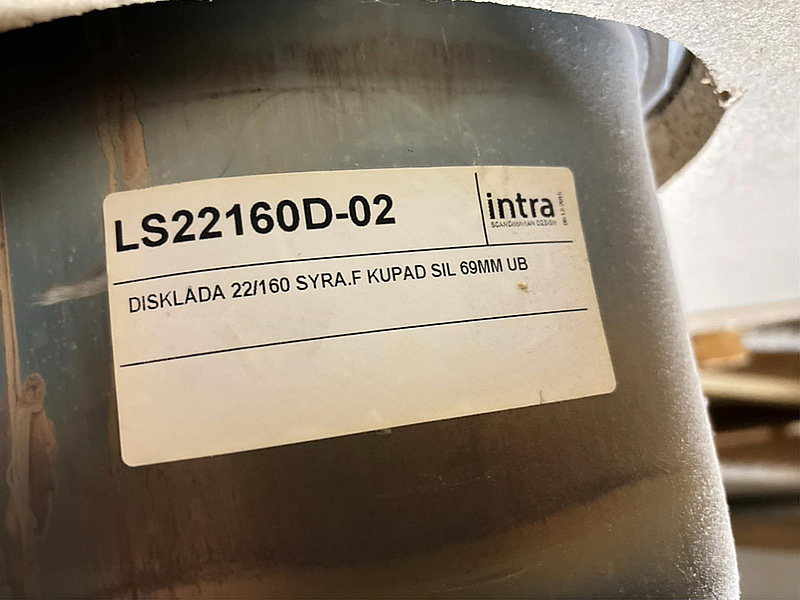 LS22160D-02
intra
SCANDINAVIAN DESIGN
DISKLÅDA 22/160 SYRA.F KUPAD SIL 69MM UB